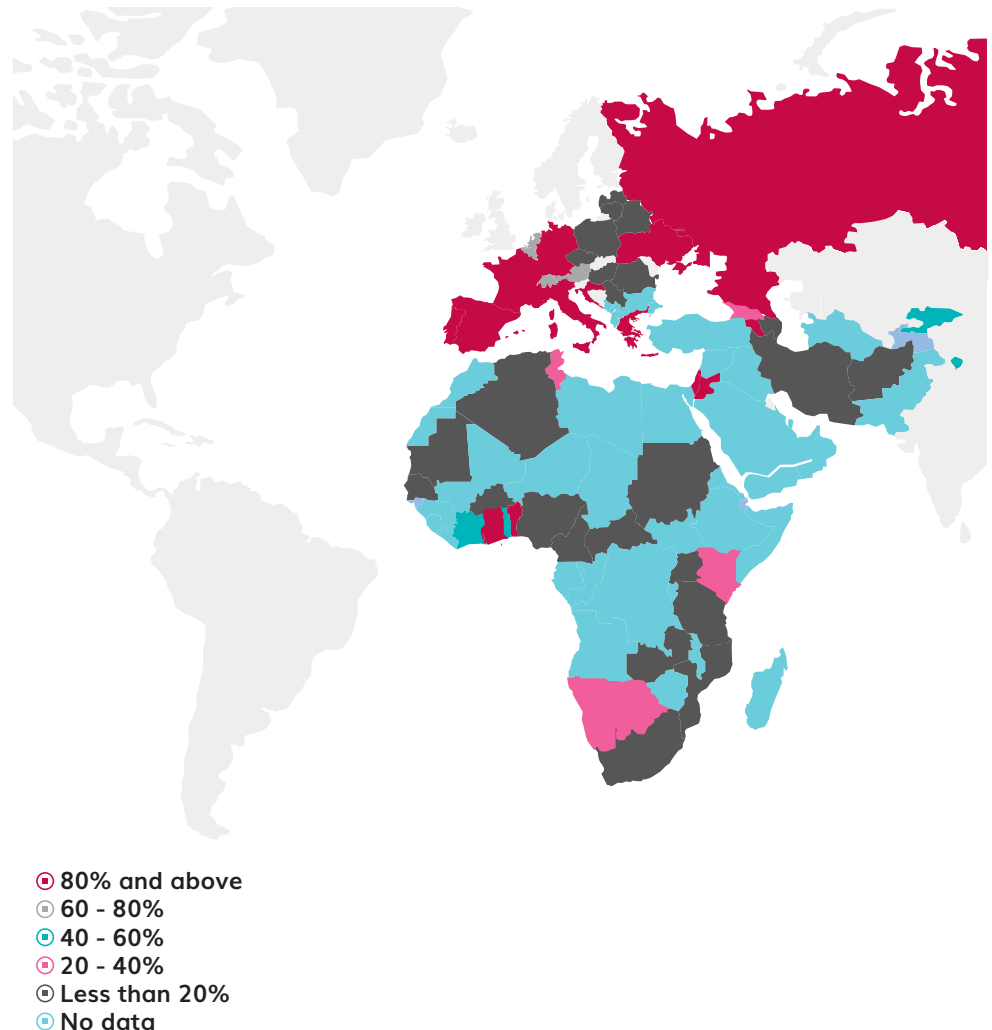 80% and above
60 - 80%
40 - 60%
20 - 40%
Less than 20%
No data